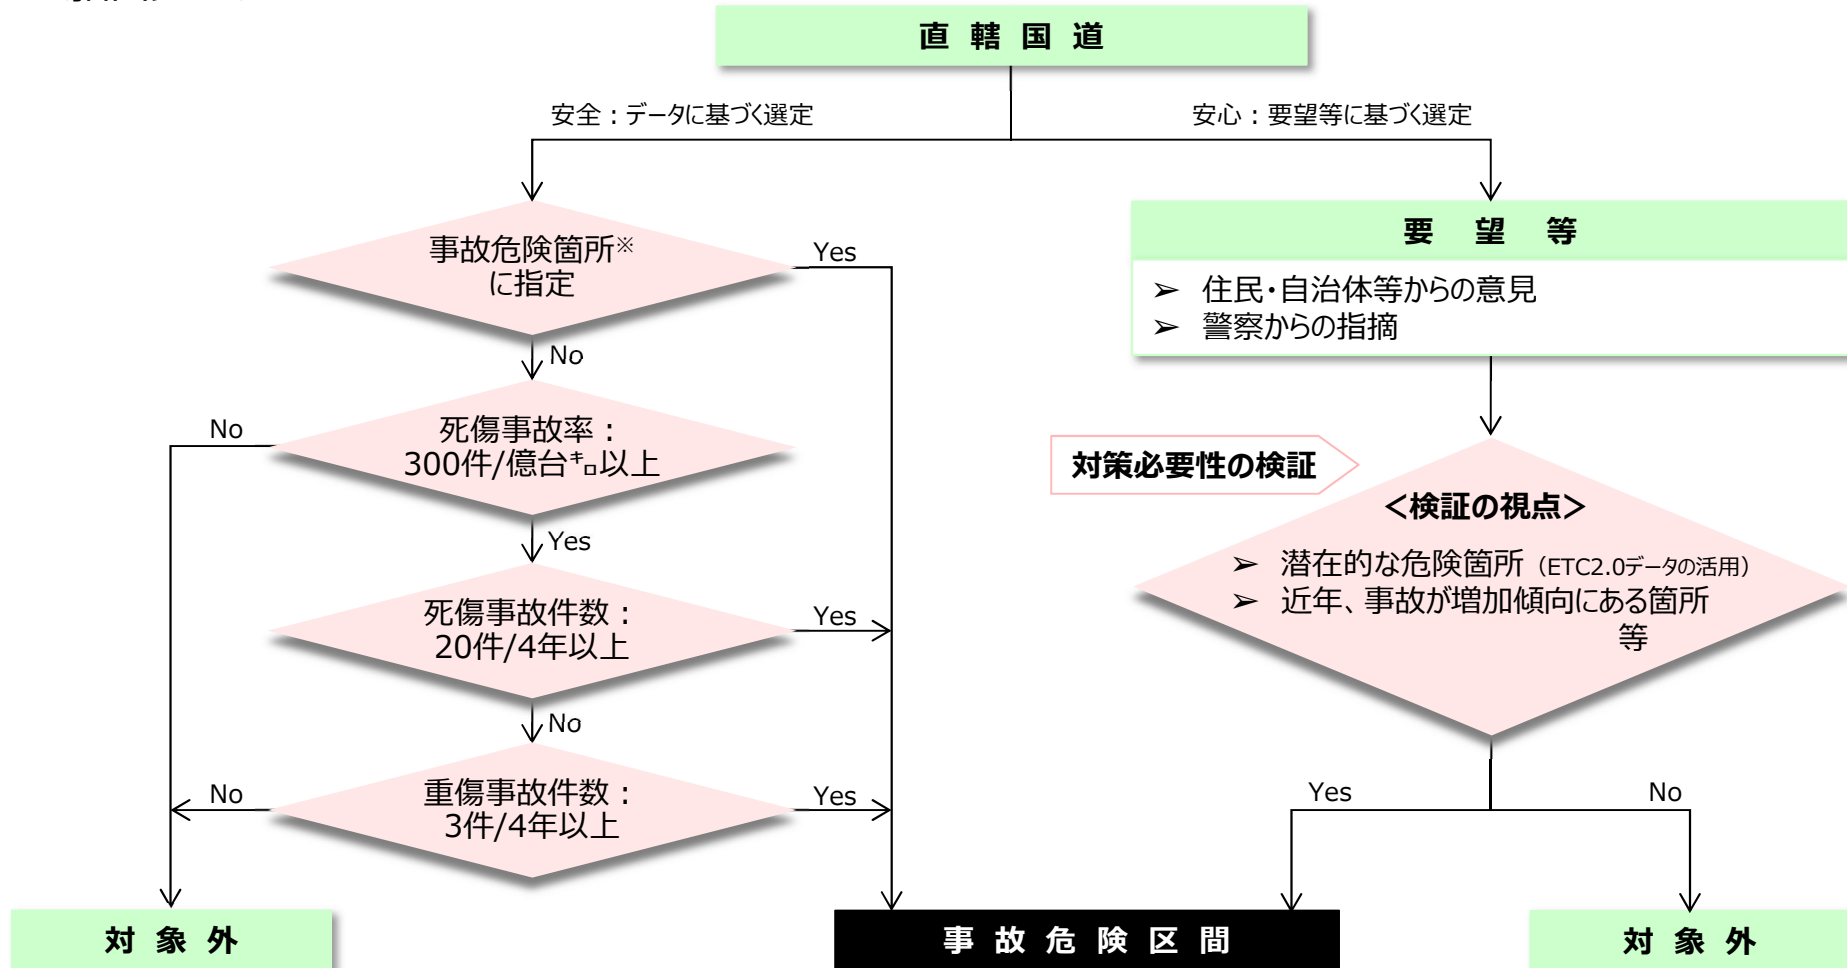 直轄国道
安全：データに基づく選定
安心：要望等に基づく選定
事故危険箇所※
に指定
Yes
No
死傷事故率：
300件/億台㌔以上
No
Yes
死傷事故件数：
20件/4年以上
Yes
No
重傷事故件数：
3件/4年以上
No
Yes
要望等
➢ 住民・自治体等からの意見
➢ 警察からの指摘
対策必要性の検証
＜検証の視点＞
➢ 潜在的な危険箇所（ETC2.0データの活用）
➢ 近年、事故が増加傾向にある箇所
等
Yes
No
対象外
事故危険区間
対象外